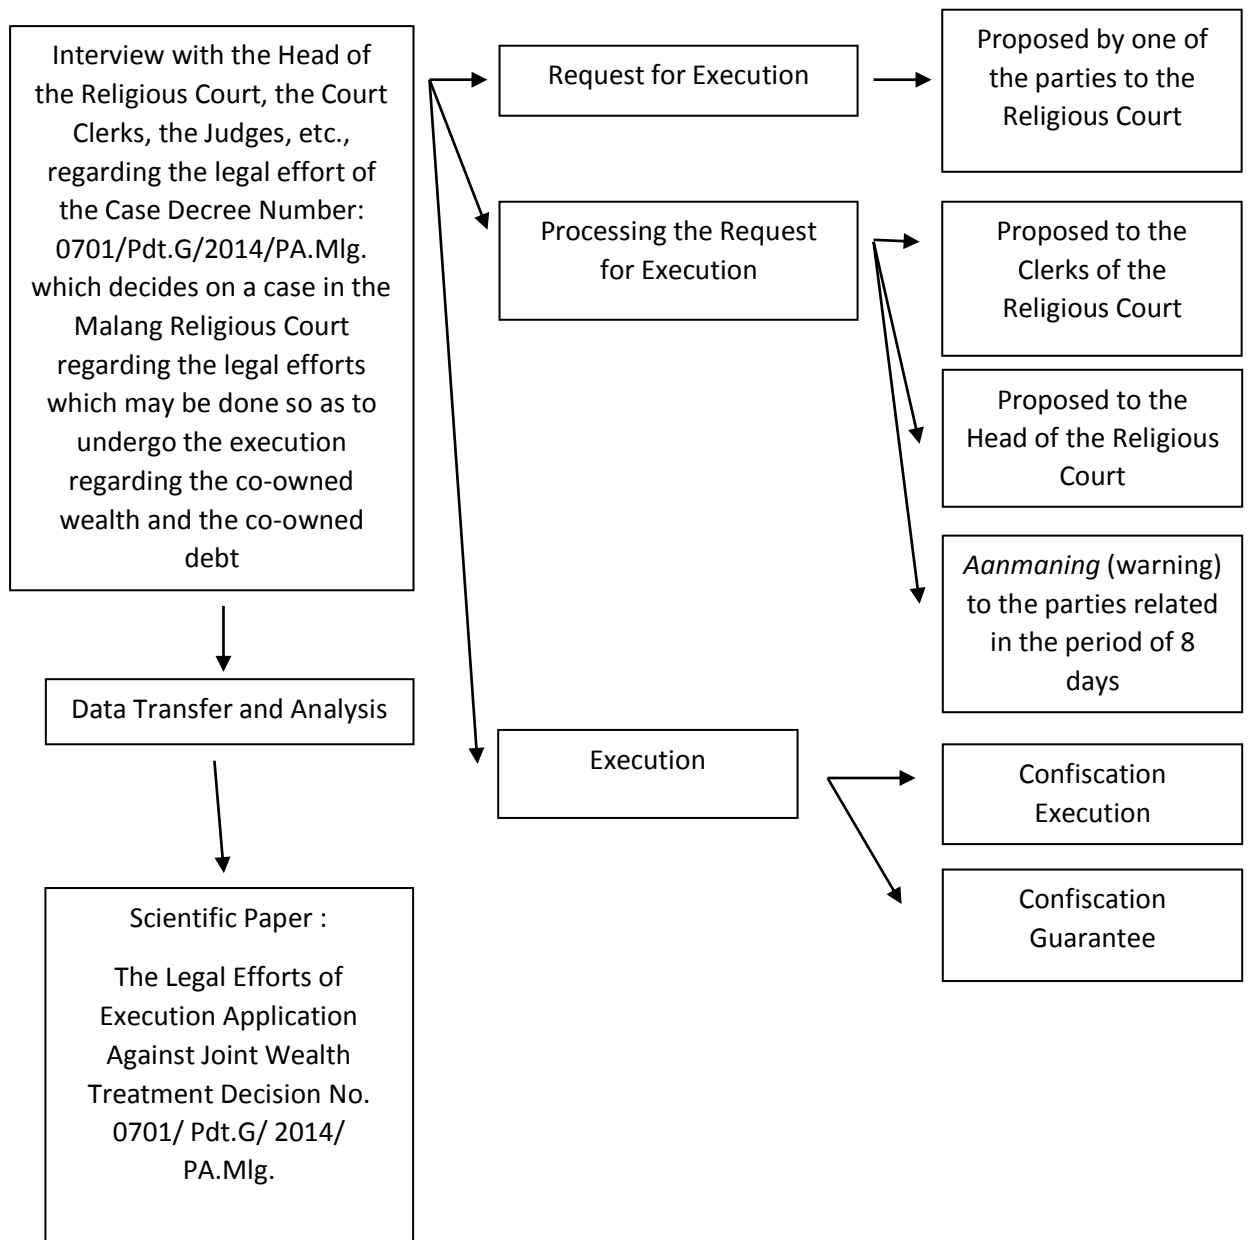 Interview with the Head of
the Religious Court, the Court
Clerks, the Judges, etc.,
regarding the legal effort of
the Case Decree Number:
0701/Pdt.G/2014/PA.Mlg.
which decides on a case in the
Malang Religious Court
regarding the legal efforts
which may be done so as to
undergo the execution
regarding the co-owned
wealth and the co-owned
debt
Data Transfer and Analysis
Scientific Paper :
The Legal Efforts of
Execution Application
Against Joint Wealth
Treatment Decision No.
0701/ Pdt.G/ 2014/
PA.Mlg.
Request for Execution
Processing the Request
for Execution
Execution
Proposed by one of
the parties to the
Religious Court
Proposed to the
Clerks of the
Religious Court
Proposed to the
Head of the Religious
Court
Aanmaning (warning)
to the parties related
in the period of 8
days
Confiscation
Execution
Confiscation
Guarantee